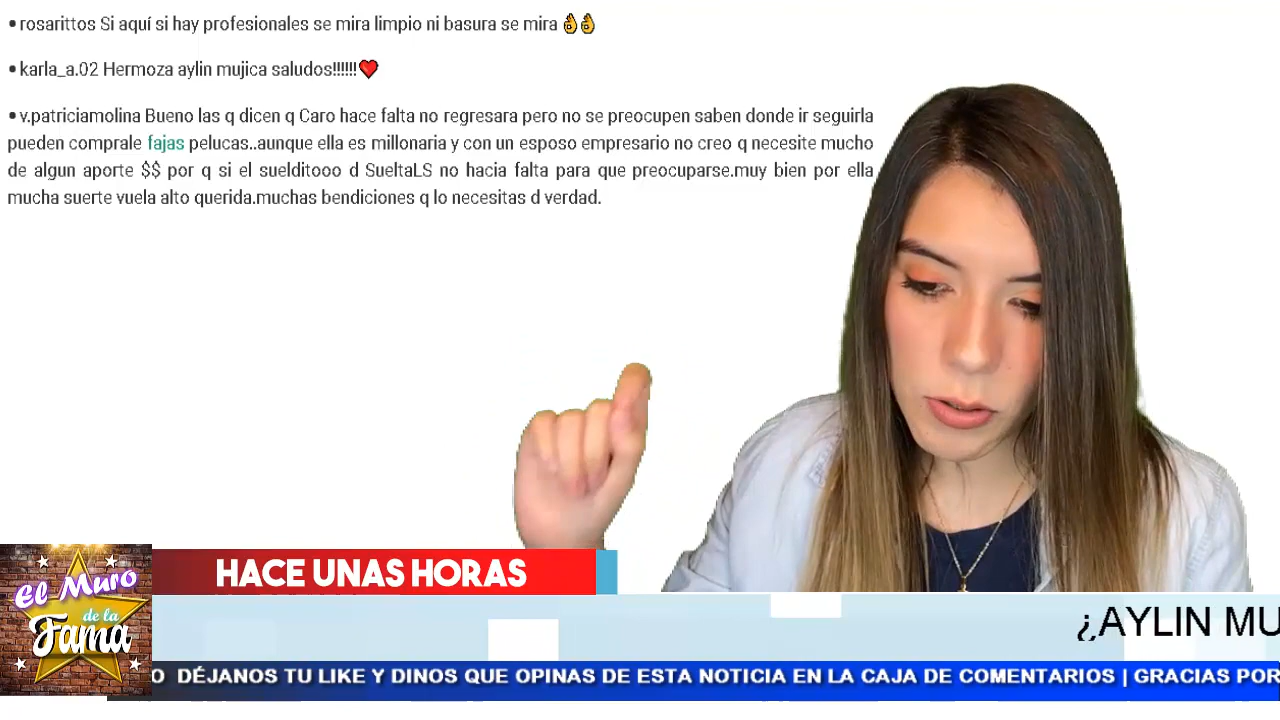 • rosarittos Si aquí si hay profesionales se mira limpio ni basura se mira 👌👌
• karla_a.02 Hermoza aylin mujica saludos!!!!!!❤️
• v.patriciamolina Bueno las q dicen q Caro hace falta no regresara pero no se preocupen saben donde ir seguirla
pueden comprale fajas pelucas..aunque ella es millonaria y con un esposo empresario no creo q necesite mucho
de algun aporte $$ por q si el suelditooo d SueltaLS no hacia falta para que preocuparse.muy bien por ella
mucha suerte vuela alto querida.muchas bendiciones q lo necesitas d verdad.
HACE UNAS HORAS
El Muro
de la
Fama
¿AYLIN MU
O DÉJANOS TU LIKE Y DINOS QUE OPINAS DE ESTA NOTICIA EN LA CAJA DE COMENTARIOS | GRACIAS POR